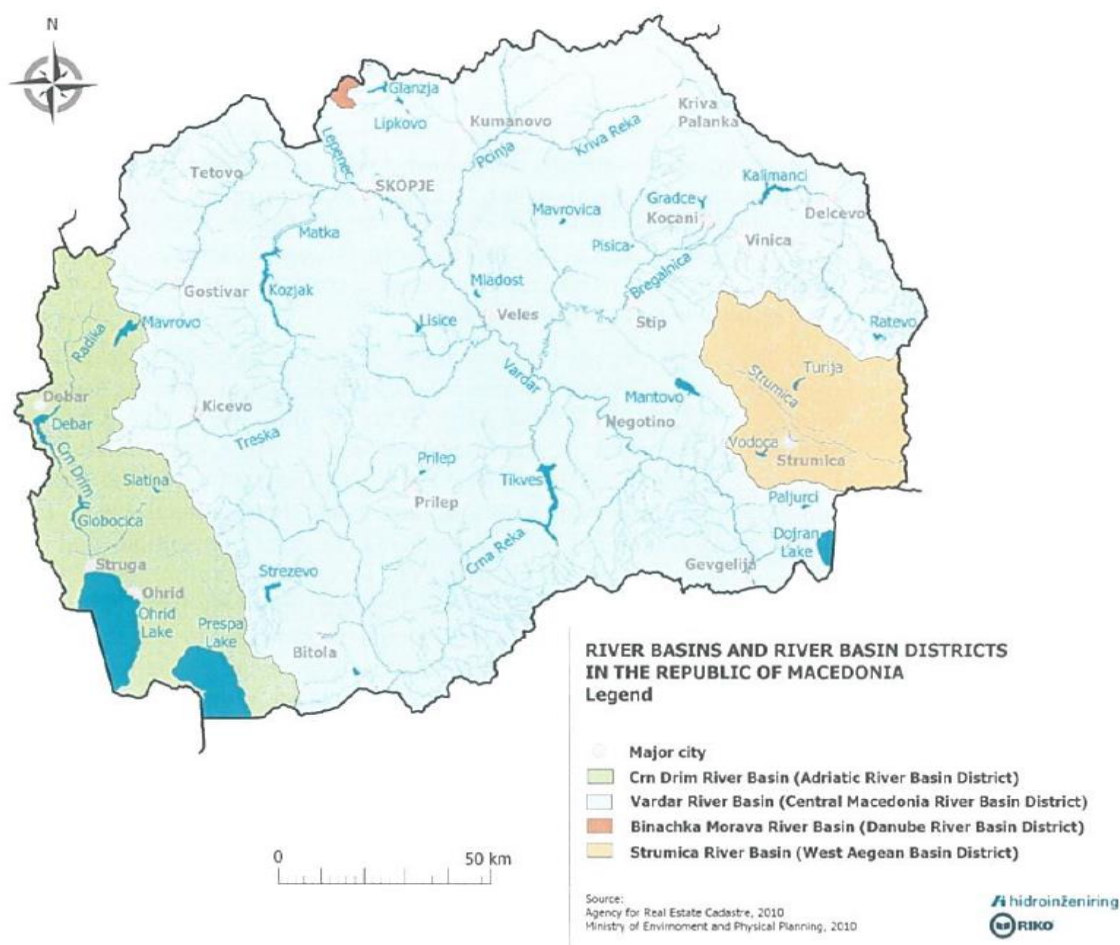 N
Glanzja
Lipkovo
Kumanovo
Kriva
Palanka
Kriva Reka
Pcinja
Lepenec
Tetovo
SKOPJE
Kalimanci
Gradce
Kocani
Delcevo
Mavrovica
Vinica
Pisica
Matka
Bregalnica
Mladost
Gostivar
Kozjak
Veles
Lisice
Stip
Ratevo
Mavrovo
Radika
Vardar
Turija
Strumica
Debar
Debar
Kicevo
Mantovo
Negotino
Treska
Vodoca
Strumica
Crn Drim
Slatina
Prilep
Prilep
Tikves
Paljurci
Globocica
Dojran
Lake
Crna Reka
Gevgelija
Struga
Ohrid
Ohrid
Lake
Strezevo
Prespa
Lake
Bitola
RIVER BASINS AND RIVER BASIN DISTRICTS
IN THE REPUBLIC OF MACEDONIA
Legend
Major city
Crn Drim River Basin (Adriatic River Basin District)
Vardar River Basin (Central Macedonia River Basin District)
Binachka Morava River Basin (Danube River Basin District)
Strumica River Basin (West Aegean Basin District)
0 50 km
Source:
Agency for Real Estate Cadastre, 2010
Ministry of Envirnoment and Physical Planning, 2010
hidroinženiring
RIKO